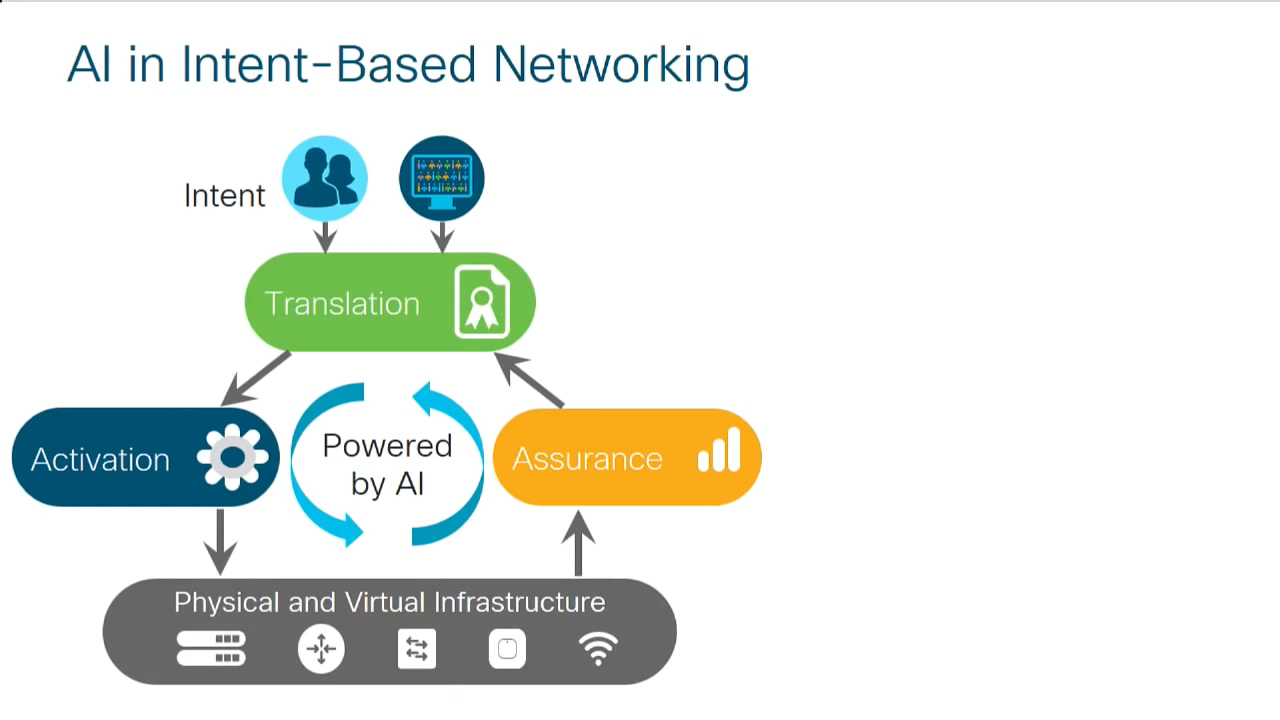 AI in Intent-Based Networking
Intent
Translation
Activation
Powered
by AI
Assurance
Physical and Virtual Infrastructure